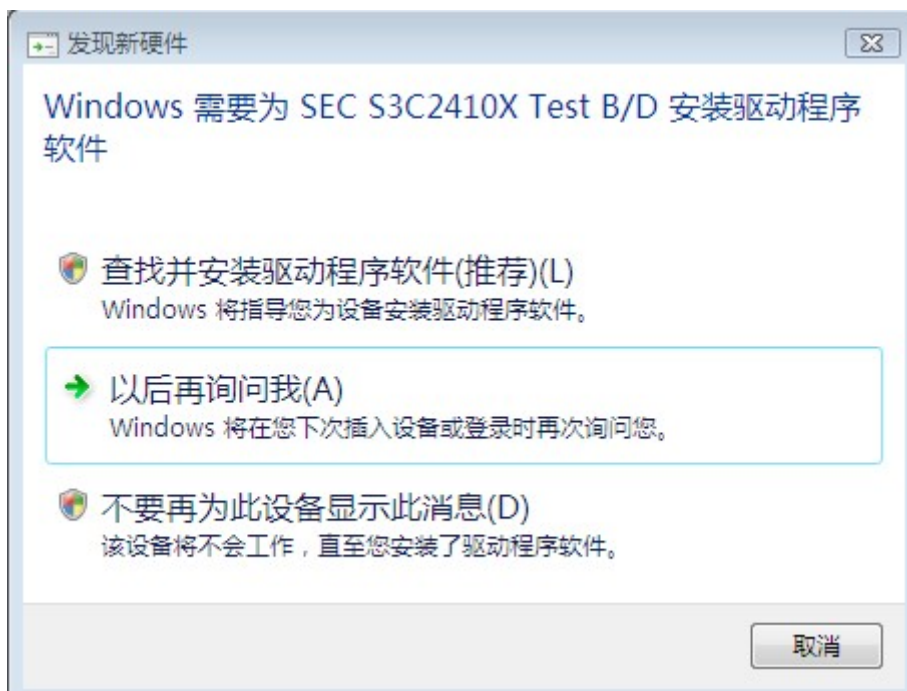 发现新硬件
Windows 需要为 SEC S3C2410X Test B/D 安装驱动程序
软件
查找并安装驱动程序软件(推荐)(L)
Windows 将指导您为设备安装驱动程序软件。
以后再询问我(A)
Windows 将在您下次插入设备或登录时再次询问您。
不要再为此设备显示此消息(D)
该设备将不会工作，直至您安装了驱动程序软件。
取消